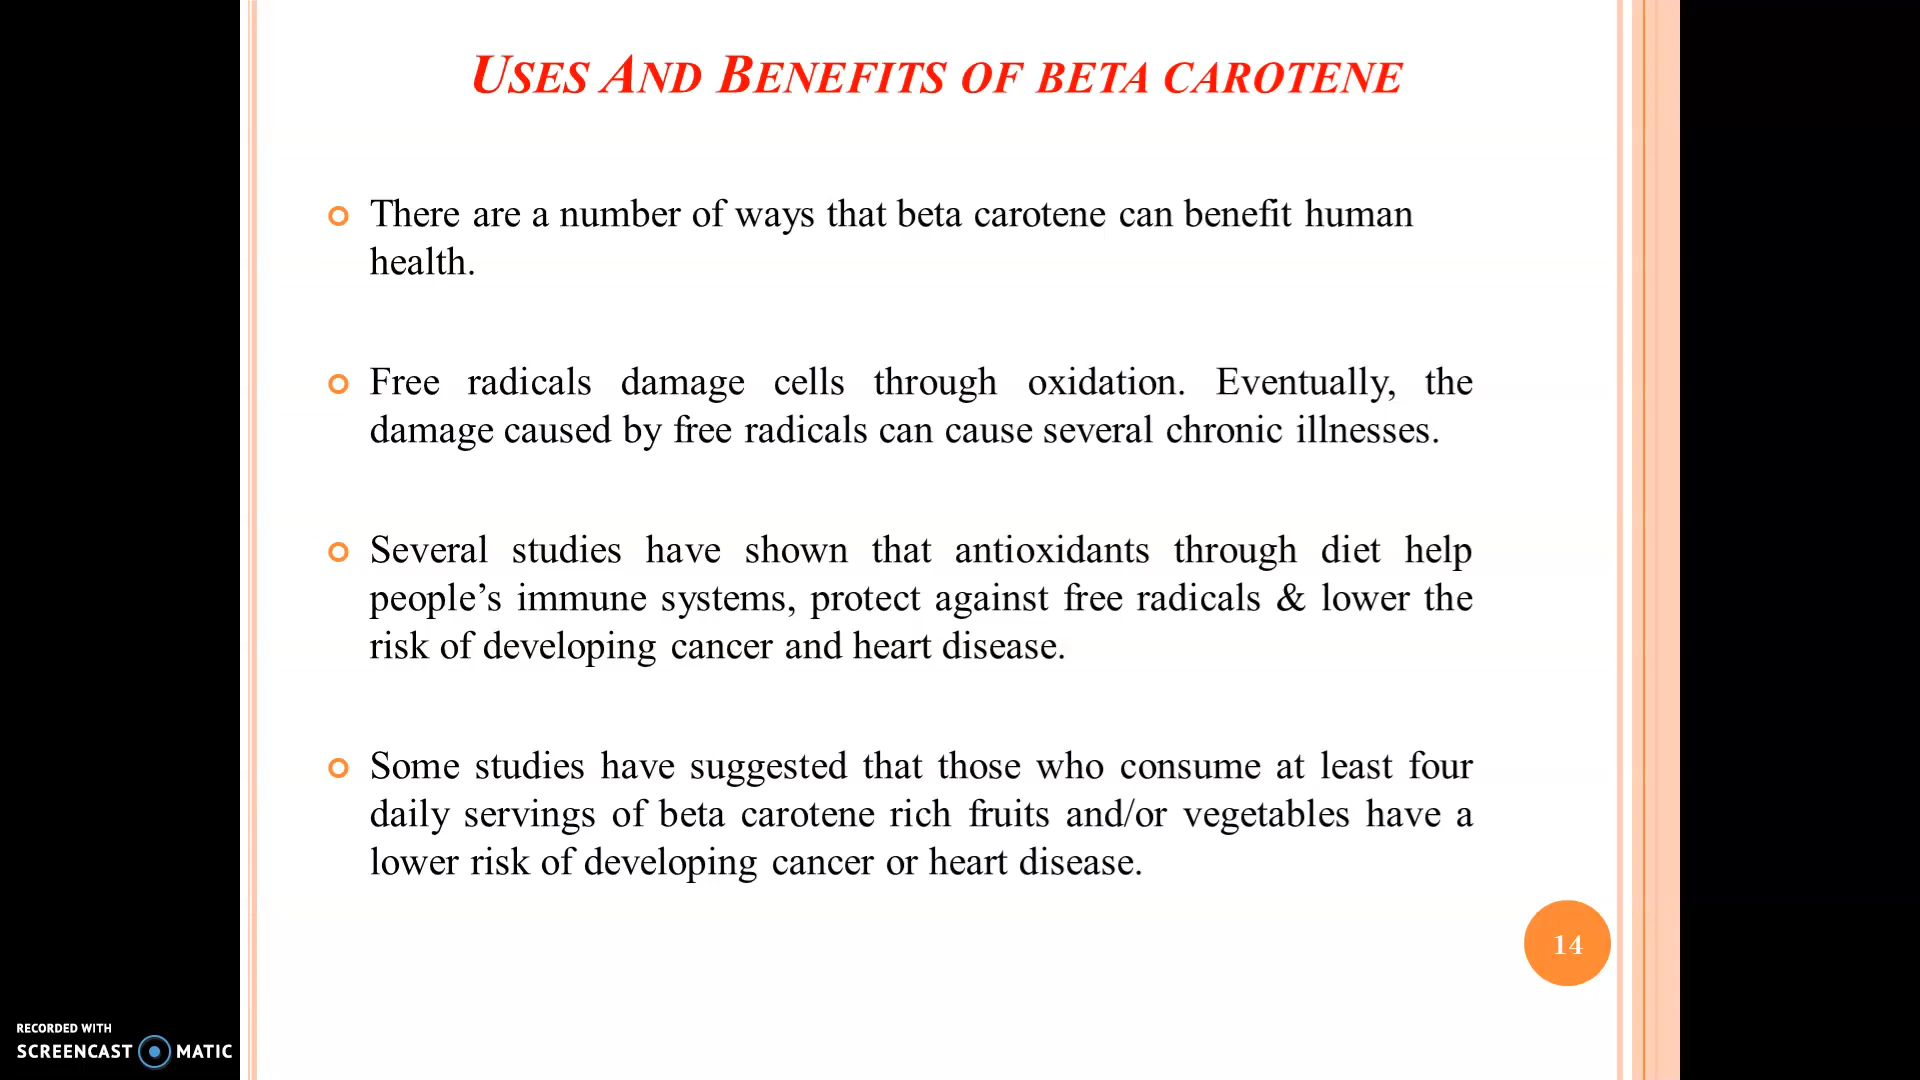 USES AND BENEFITS OF BETA CAROTENE
There are a number of ways that beta carotene can benefit human
health.
Free radicals damage cells through oxidation. Eventually, the
damage caused by free radicals can cause several chronic illnesses.
Several studies have shown that antioxidants through diet help
people’s immune systems, protect against free radicals & lower the
risk of developing cancer and heart disease.
Some studies have suggested that those who consume at least four
daily servings of beta carotene rich fruits and/or vegetables have a
lower risk of developing cancer or heart disease.
14
RECORDED WITH
SCREENCAST MATIC